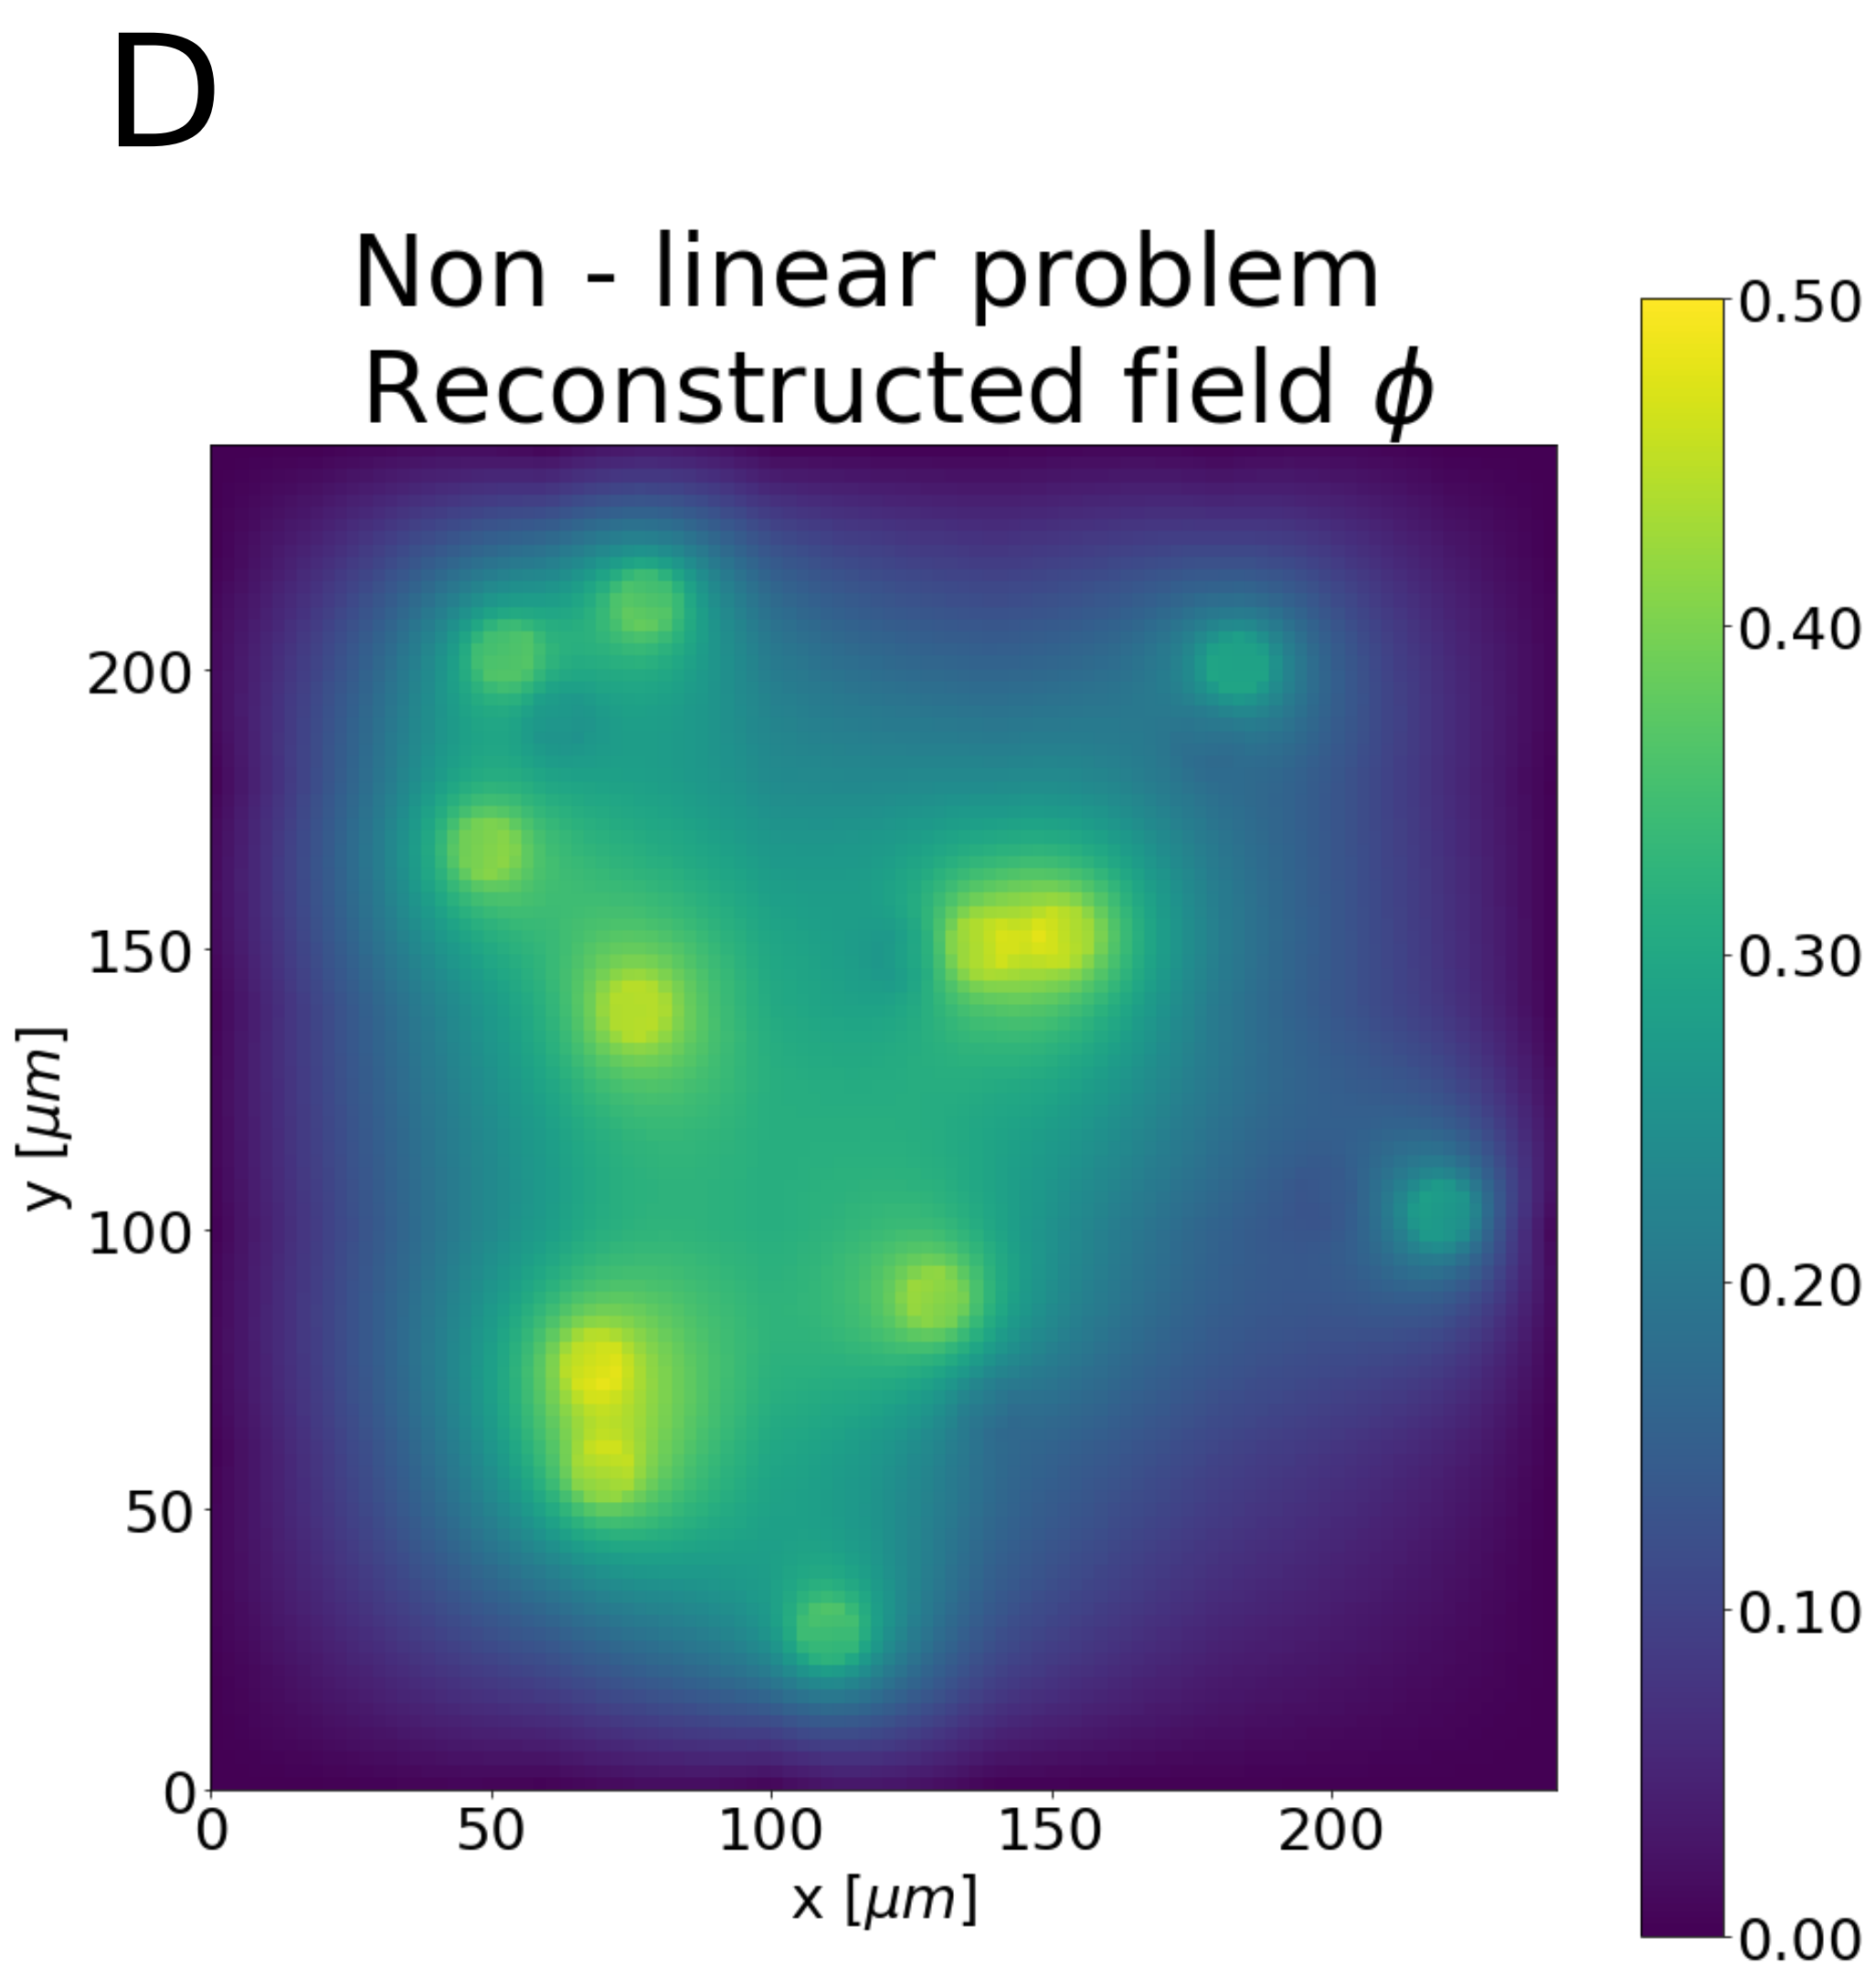 D
Non - linear problem
Reconstructed field ϕ
0.50
0.40
0.30
0.20
0.10
0.00
200
150
100
50
0
y [μm]
0 50 100 150 200
x [μm]